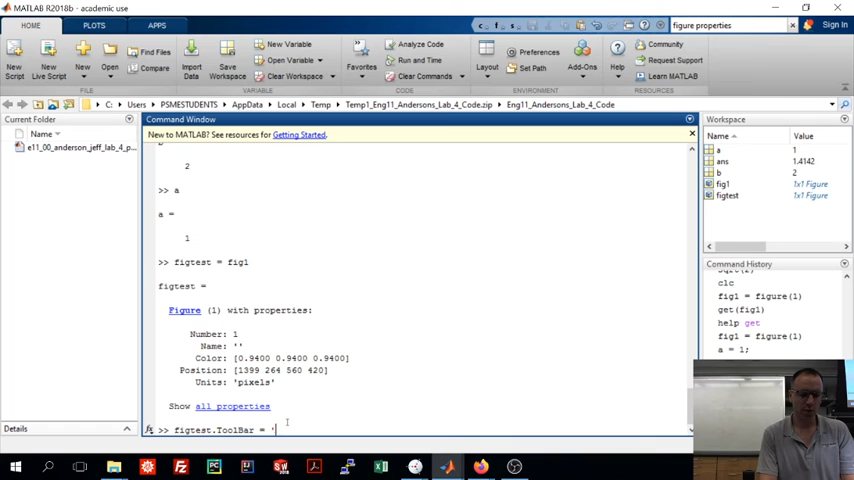 MATLAB R2018b - academic use
HOME PLOTS APPS
figure properties
Sign In
New Script
New Live Script
New
Open
Find Files
Compare
FILE
Import Data
Save Workspace
New Variable
Open Variable
Clear Workspace
VARIABLE
Favorites
Analyze Code
Run and Time
Clear Commands
CODE
Layout
Preferences
Set Path
ENVIRONMENT
Add-Ons
Help
Community
Request Support
Learn MATLAB
RESOURCES
C: Users PSMESTUDENTS AppData Local Temp Temp1_Eng11_Andersons_Lab_4_Code.zip Eng11_Andersons_Lab_4_Code
Current Folder
Name
e11_00_anderson_jeff_lab_4_p...
Details
Command Window
New to MATLAB? See resources for Getting Started.
2
>> a
a =
1
>> figtest = fig1
figtest =
Figure (1) with properties:
Number: 1
Name: ''
Color: [0.9400 0.9400 0.9400]
Position: [1399 264 560 420]
Units: 'pixels'
Show all properties
fx >> figtest.ToolBar = '
Workspace
Name Value
a 1
ans 1.4142
b 2
fig1 1x1 Figure
figtest 1x1 Figure
Command History
clc
fig1 = figure(1)
get(fig1)
help get
fig1 = figure(1)
a = 1;